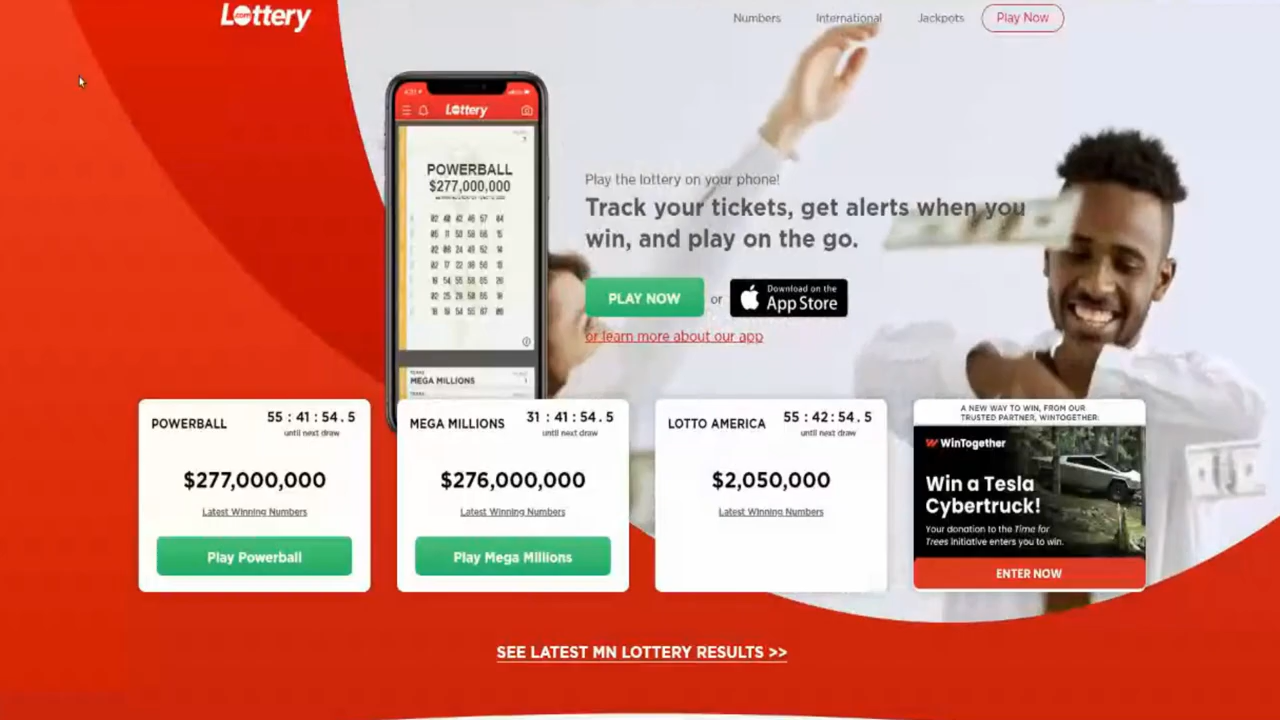 Lottery
.com
Numbers
International
Jackpots
Play Now
Lottery
POWERBALL
$277,000,000
MEGA MILLIONS
Play the lottery on your phone!
Track your tickets, get alerts when you
win, and play on the go.
PLAY NOW
or
Download on the
App Store
or learn more about our app
POWERBALL
55 : 41 : 54 . 5
until next draw
$277,000,000
Latest Winning Numbers
Play Powerball
MEGA MILLIONS
31 : 41 : 54 . 5
until next draw
$276,000,000
Latest Winning Numbers
Play Mega Millions
LOTTO AMERICA
55 : 42 : 54 . 5
until next draw
$2,050,000
Latest Winning Numbers
A NEW WAY TO WIN, FROM OUR
TRUSTED PARTNER, WINTOGETHER:
WinTogether
Win a Tesla
Cybertruck!
Your donation to the Time for
Trees Initiative enters you to win.
ENTER NOW
SEE LATEST MN LOTTERY RESULTS >>